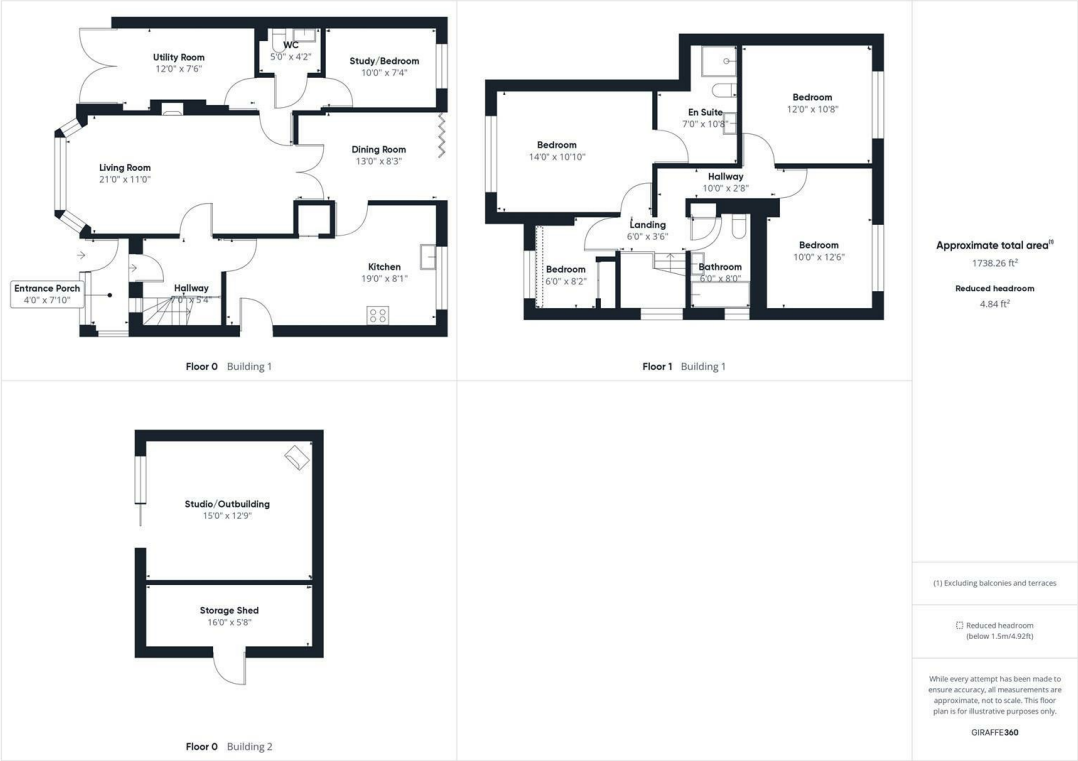 Utility Room
12'0" x 7'6"
WC
5'0" x 4'2"
Study/Bedroom
10'0" x 7'4"
Living Room
21'0" x 11'0"
Dining Room
13'0" x 8'3"
Entrance Porch
4'0" x 7'10"
Hallway
7'0" x 5'4"
Kitchen
19'0" x 8'1"
Floor 0 Building 1
Bedroom
14'0" x 10'10"
En Suite
7'0" x 10'8"
Bedroom
12'0" x 10'8"
Hallway
10'0" x 2'8"
Landing
6'0" x 3'6"
Bedroom
6'0" x 8'2"
Bathroom
6'0" x 8'0"
Bedroom
10'0" x 12'6"
Floor 1 Building 1
Studio/Outbuilding
15'0" x 12'9"
Storage Shed
16'0" x 5'8"
Floor 0 Building 2
Approximate total area(1)
1738.26 ft²
Reduced headroom
4.84 ft²
(1) Excluding balconies and terraces
Reduced headroom
(below 1.5m/4.92ft)
While every attempt has been made to
ensure accuracy, all measurements are
approximate, not to scale. This floor
plan is for illustrative purposes only.
GIRAFFE360